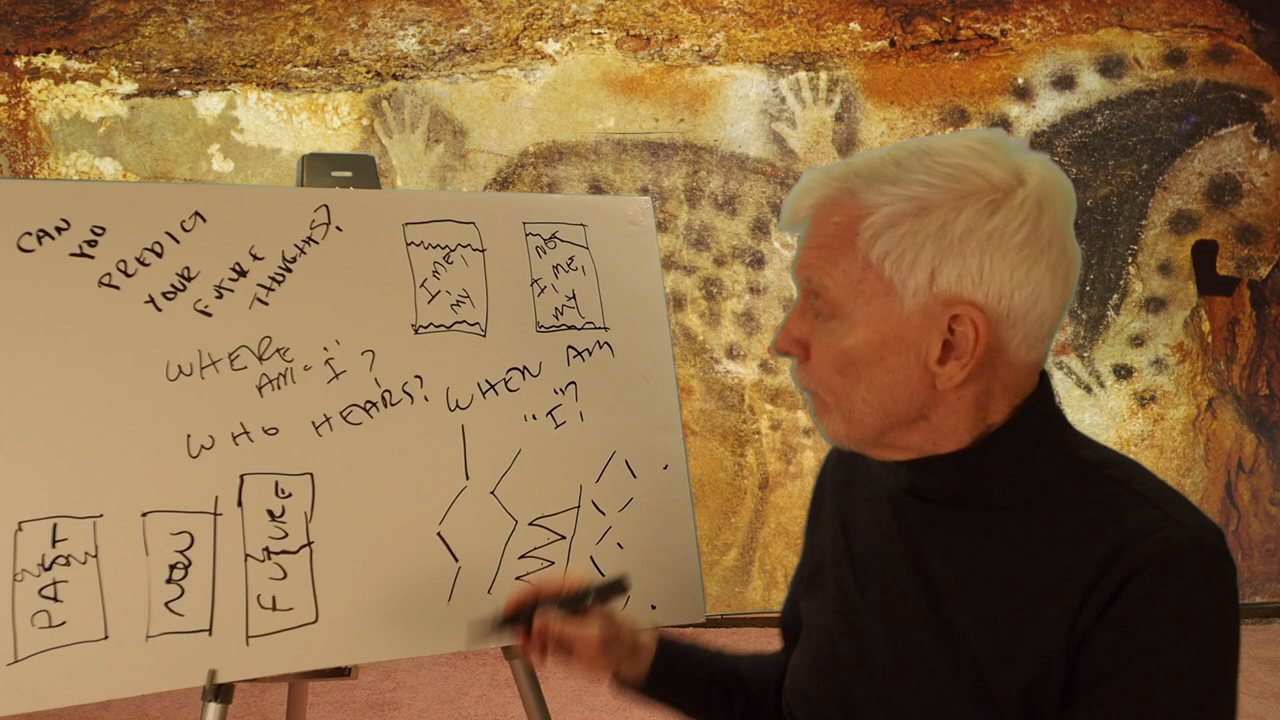 CAN
YOU
PREDICT
YOUR
FUTURE
THOUGHTS?
I-ME,
MY
NOT
I-ME,
MY
WHERE
AM "I"?
WHO HEARS?
WHEN AM
"I"?
PAST
NOW
FUTURE